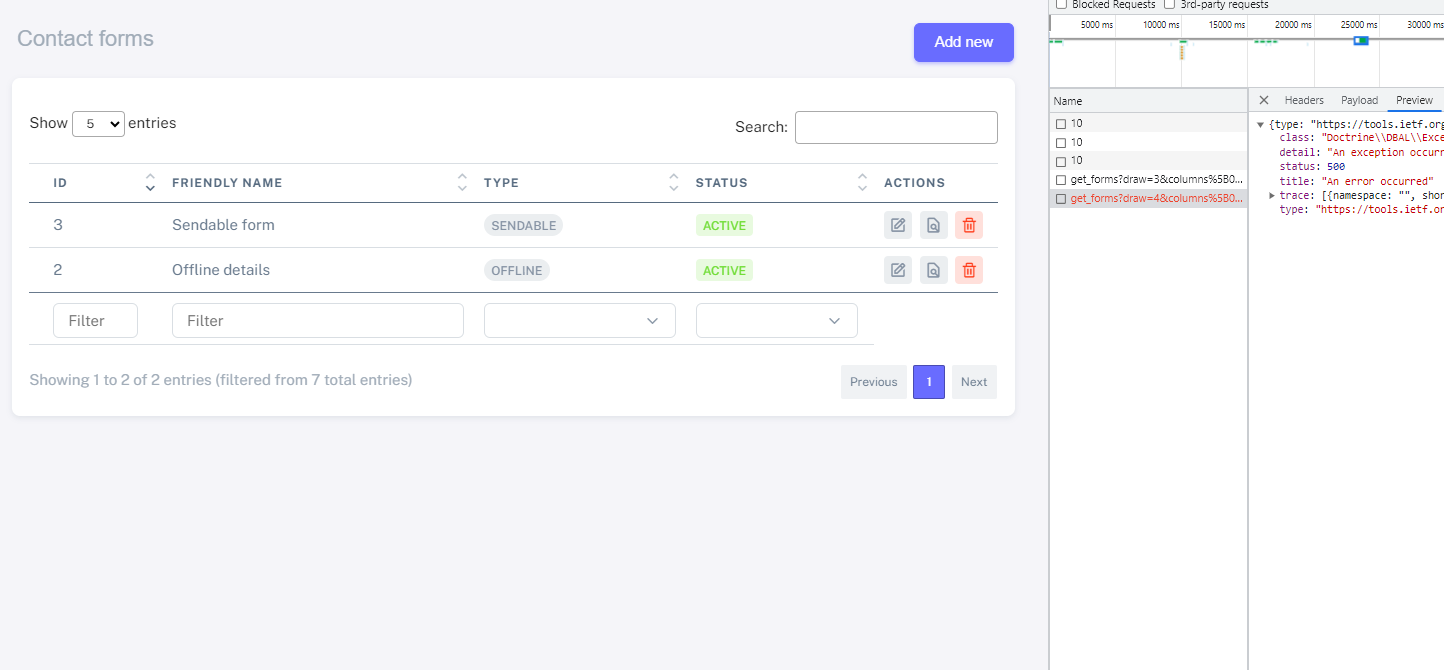 Contact forms
Add new
Show 5 entries
Search:
ID FRIENDLY NAME TYPE STATUS ACTIONS
3 Sendable form SENDABLE ACTIVE
2 Offline details OFFLINE ACTIVE
Filter Filter
Showing 1 to 2 of 2 entries (filtered from 7 total entries)
Previous 1 Next
Blocked Requests 3rd-party requests
5000 ms 10000 ms 15000 ms 20000 ms 25000 ms 30000 ms
Name
10
10
10
get_forms?draw=3&columns%5B0...
get_forms?draw=4&columns%5B0...
Headers Payload Preview
{type: "https://tools.ietf.org
class: "Doctrine\\DBAL\\Exce
detail: "An exception occurr
status: 500
title: "An error occurred"
trace: [{namespace: "", shor
type: "https://tools.ietf.or